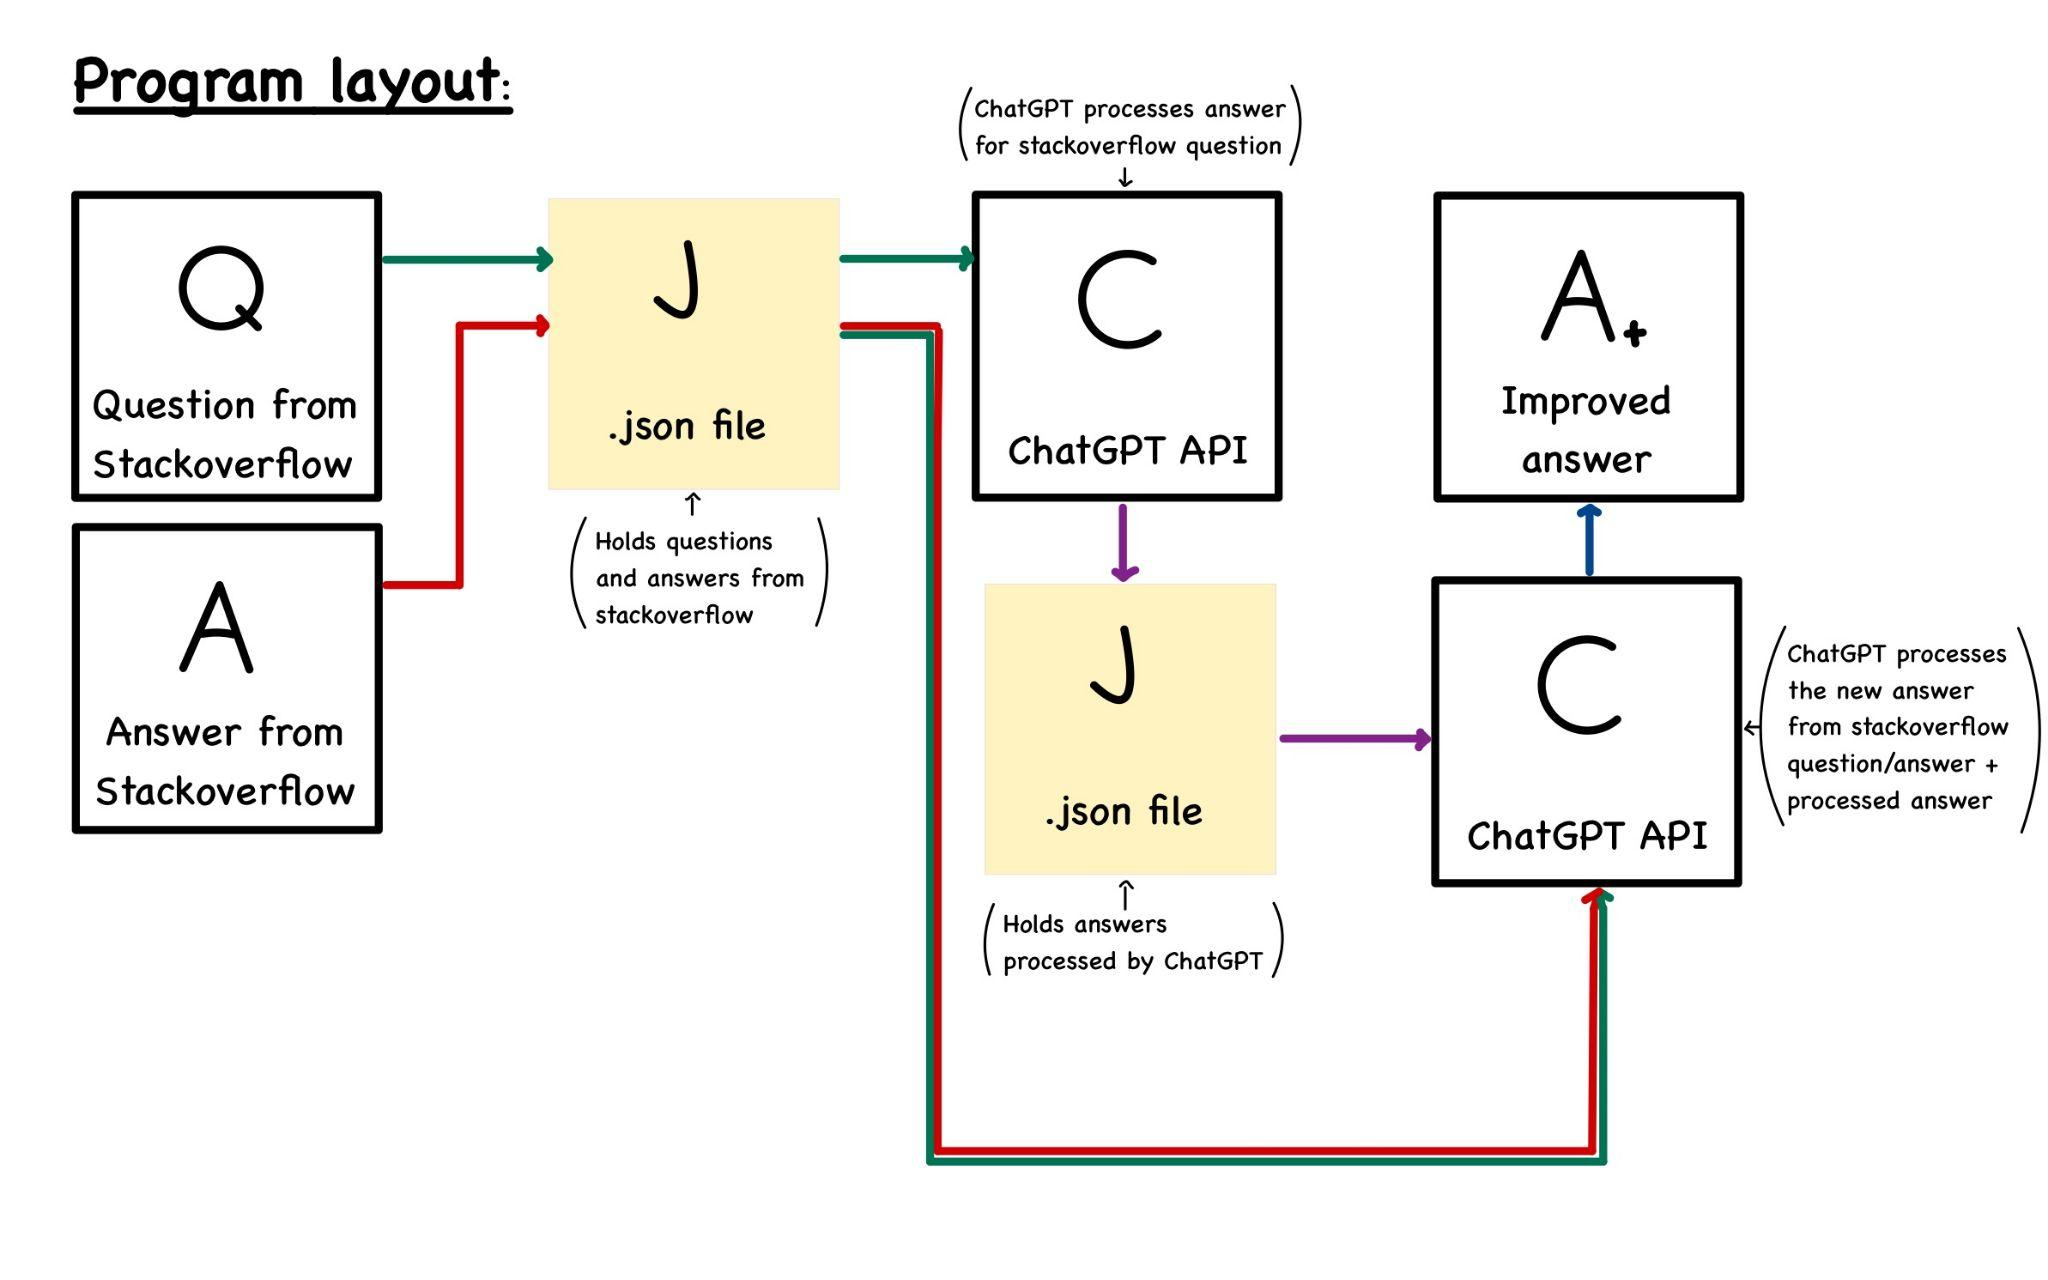 Program layout:
Q
Question from
Stackoverflow
A
Answer from
Stackoverflow
J
.json file
Holds questions
and answers from
stackoverflow
ChatGPT processes answer
for stackoverflow question
C
ChatGPT API
J
.json file
Holds answers
processed by ChatGPT
A+
Improved
answer
C
ChatGPT API
ChatGPT processes
the new answer
from stackoverflow
question/answer +
processed answer